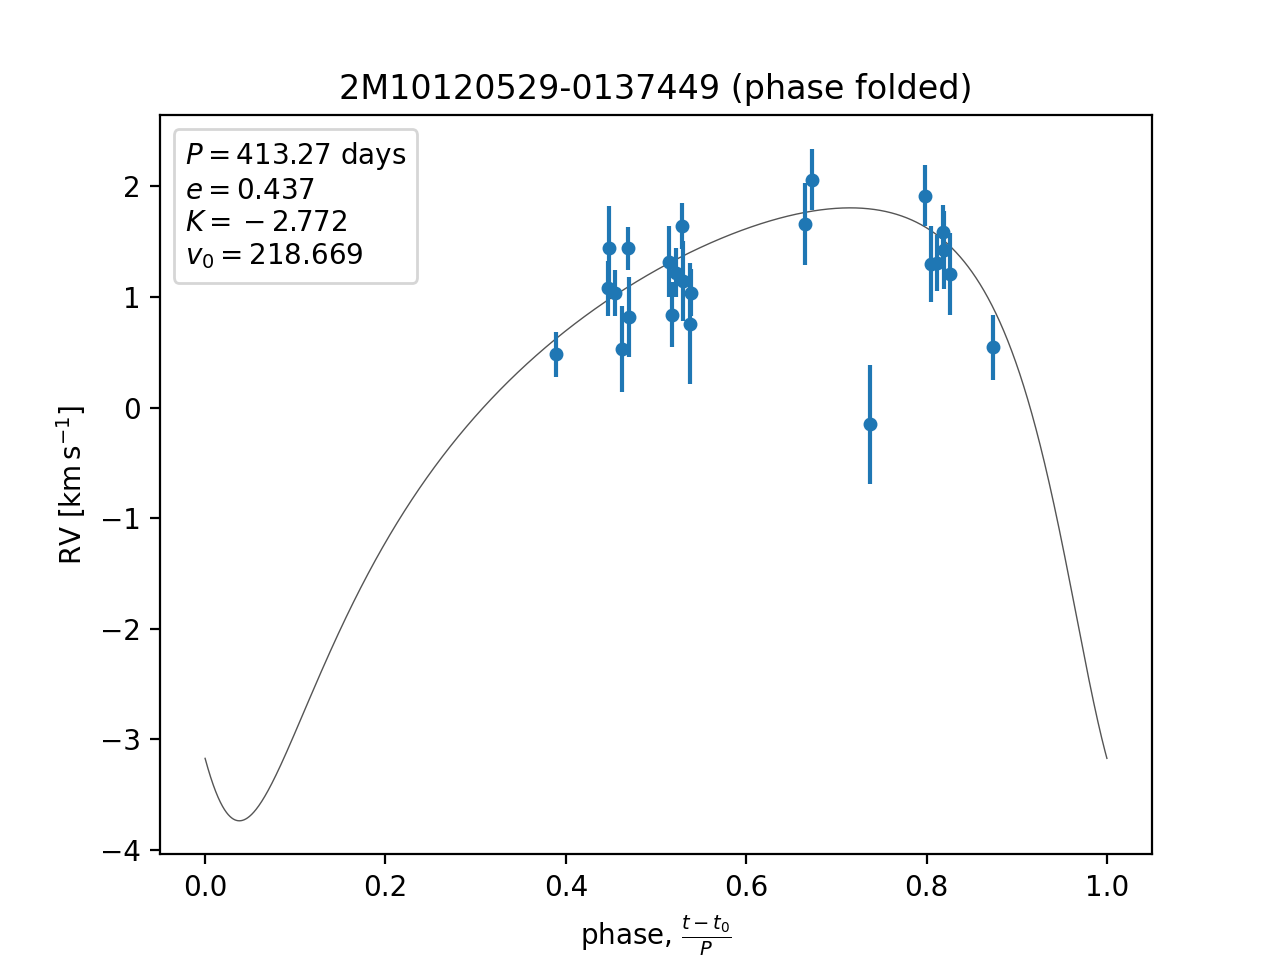 2M10120529-0137449 (phase folded)
P = 413.27 days
e = 0.437
K = −2.772
v₀ = 218.669
RV [km s⁻¹]
2
1
0
−1
−2
−3
−4
0.0 0.2 0.4 0.6 0.8 1.0
phase, (t − t₀)/P